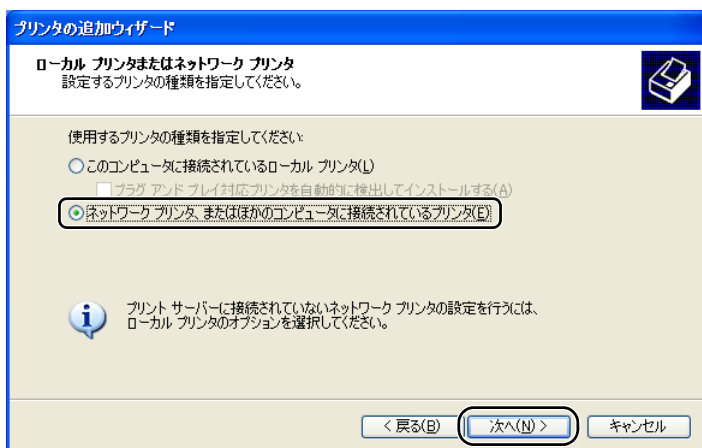 プリンタの追加ウィザード
ローカル プリンタまたはネットワーク プリンタ
設定するプリンタの種類を指定してください。
使用するプリンタの種類を指定してください:
このコンピュータに接続されているローカル プリンタ(L)
プラグ アンド プレイ対応プリンタを自動的に検出してインストールする(A)
ネットワーク プリンタ、またはほかのコンピュータに接続されているプリンタ(E)
プリント サーバーに接続されていないネットワーク プリンタの設定を行うには、
ローカル プリンタのオプションを選択してください。
< 戻る(B) 次へ(N) > キャンセル